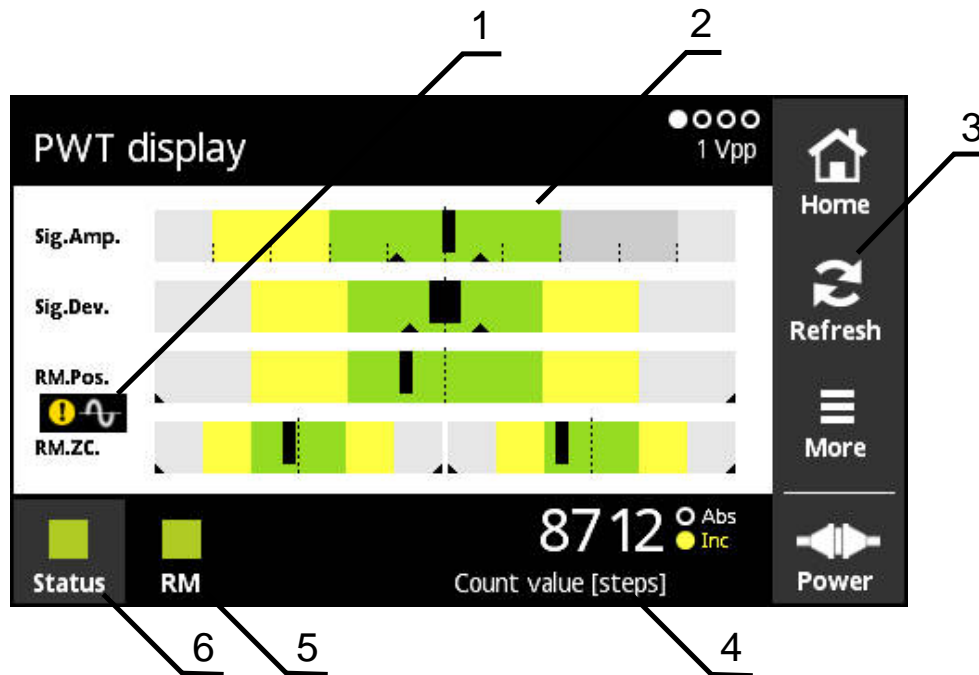 1
2
3
PWT display
1 Vpp
Home
Sig.Amp.
Sig.Dev.
Refresh
RM.Pos.
!
RM.ZC.
More
8712
Abs
Inc
Status
RM
Count value [steps]
Power
6
5
4